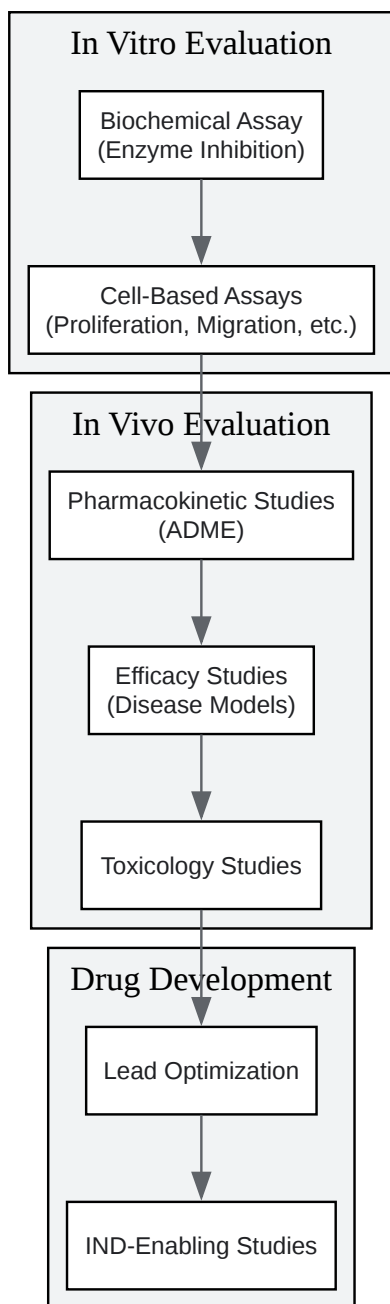 In Vitro Evaluation
Biochemical Assay
(Enzyme Inhibition)
Cell-Based Assays
(Proliferation, Migration, etc.)
In Vivo Evaluation
Pharmacokinetic Studies
(ADME)
Efficacy Studies
(Disease Models)
Toxicology Studies
Drug Development
Lead Optimization
IND-Enabling Studies